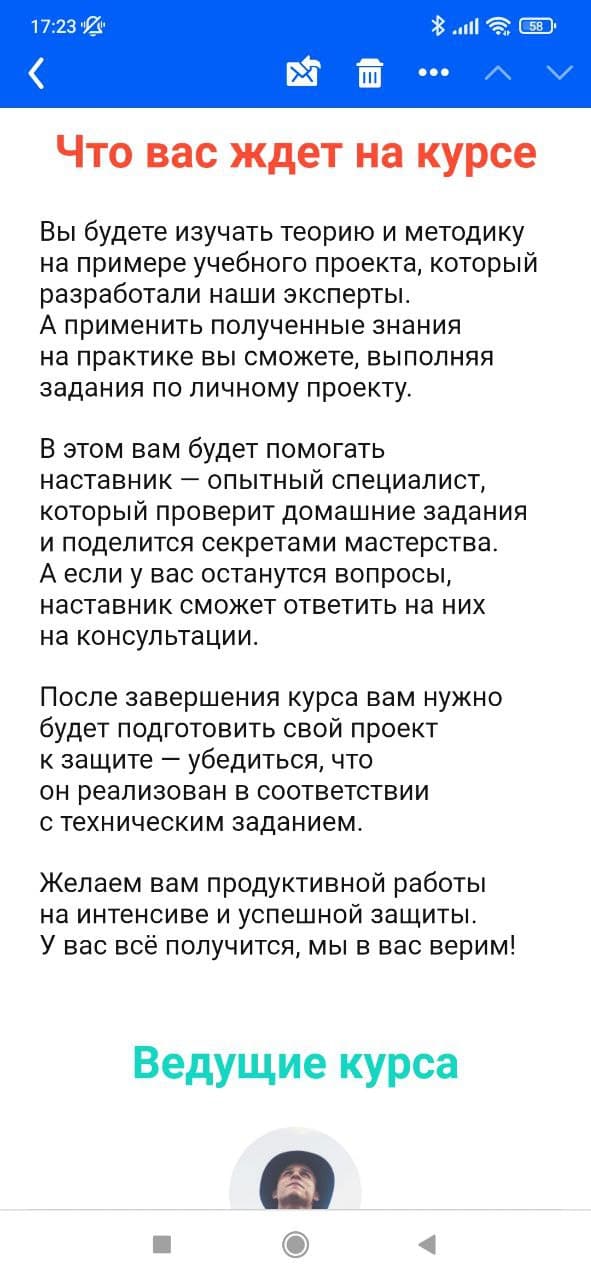 17:23
58
Что вас ждет на курсе
Вы будете изучать теорию и методику
на примере учебного проекта, который
разработали наши эксперты.
А применить полученные знания
на практике вы сможете, выполняя
задания по личному проекту.
В этом вам будет помогать
наставник — опытный специалист,
который проверит домашние задания
и поделится секретами мастерства.
А если у вас останутся вопросы,
наставник сможет ответить на них
на консультации.
После завершения курса вам нужно
будет подготовить свой проект
к защите — убедиться, что
он реализован в соответствии
с техническим заданием.
Желаем вам продуктивной работы
на интенсиве и успешной защиты.
У вас всё получится, мы в вас верим!
Ведущие курса